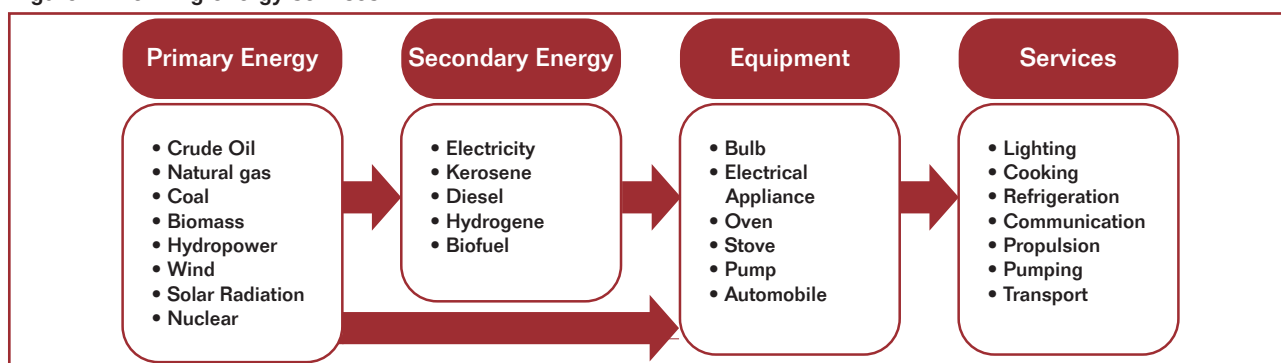 Primary Energy
Secondary Energy
Equipment
Services
• Crude Oil
• Natural gas
• Coal
• Biomass
• Hydropower
• Wind
• Solar Radiation
• Nuclear
• Electricity
• Kerosene
• Diesel
• Hydrogene
• Biofuel
• Bulb
• Electrical
Appliance
• Oven
• Stove
• Pump
• Automobile
• Lighting
• Cooking
• Refrigeration
• Communication
• Propulsion
• Pumping
• Transport